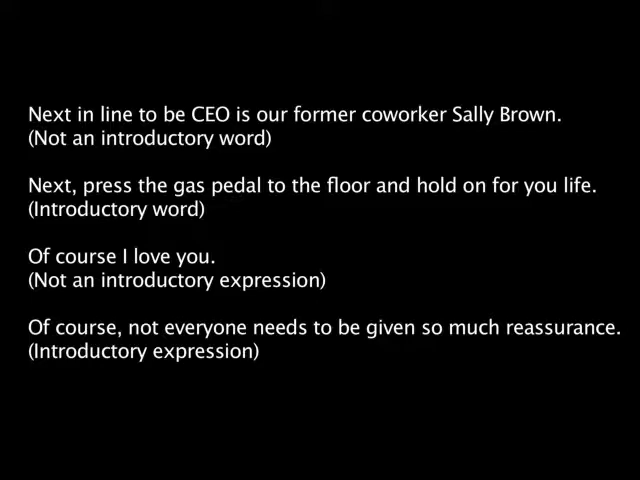 Next in line to be CEO is our former coworker Sally Brown.
(Not an introductory word)
Next, press the gas pedal to the floor and hold on for you life.
(Introductory word)
Of course I love you.
(Not an introductory expression)
Of course, not everyone needs to be given so much reassurance.
(Introductory expression)